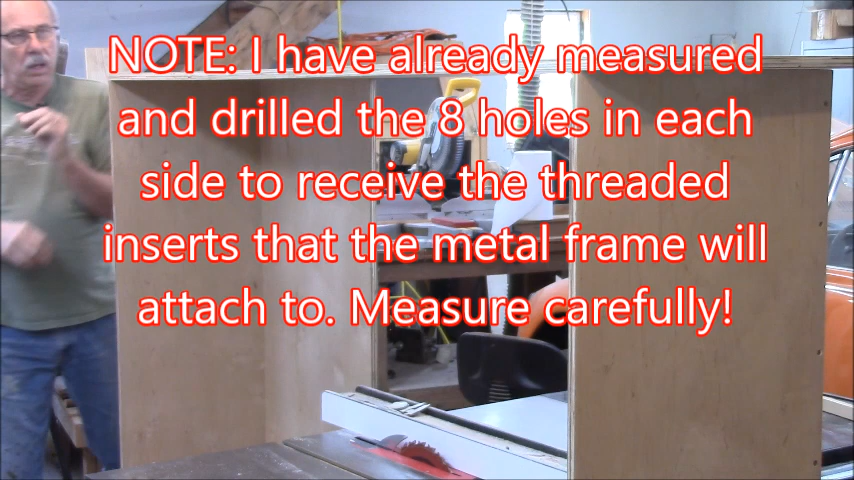 NOTE: I have already measured
and drilled the 8 holes in each
side to receive the threaded
inserts that the metal frame will
attach to. Measure carefully!